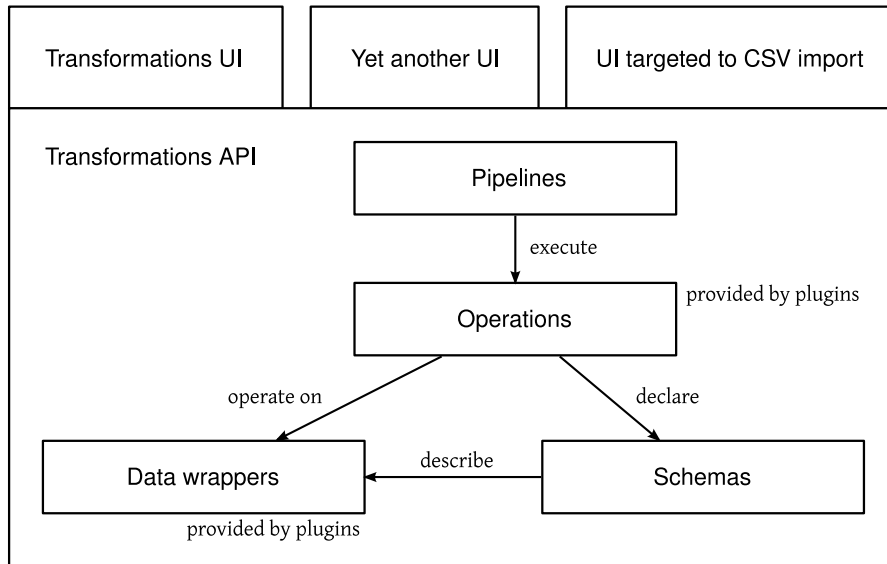 Transformations UI
Yet another UI
UI targeted to CSV import
Transformations API
Pipelines
execute
Operations
provided by plugins
operate on
declare
Data wrappers
describe
Schemas
provided by plugins